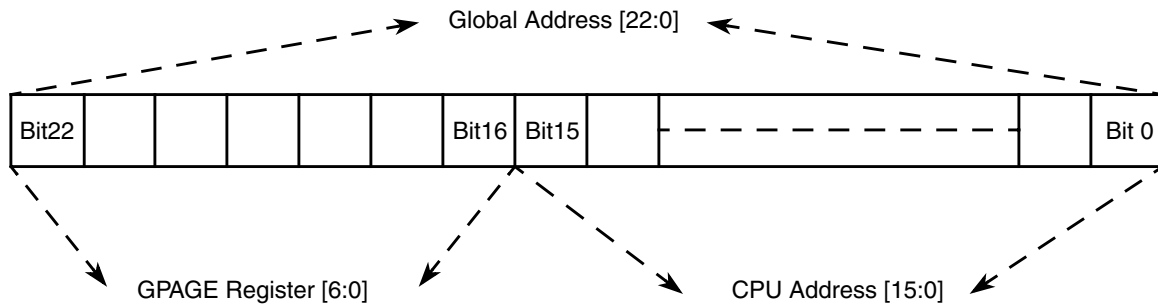 Global Address [22:0]
Bit22 Bit16 Bit15 Bit 0
GPAGE Register [6:0] CPU Address [15:0]